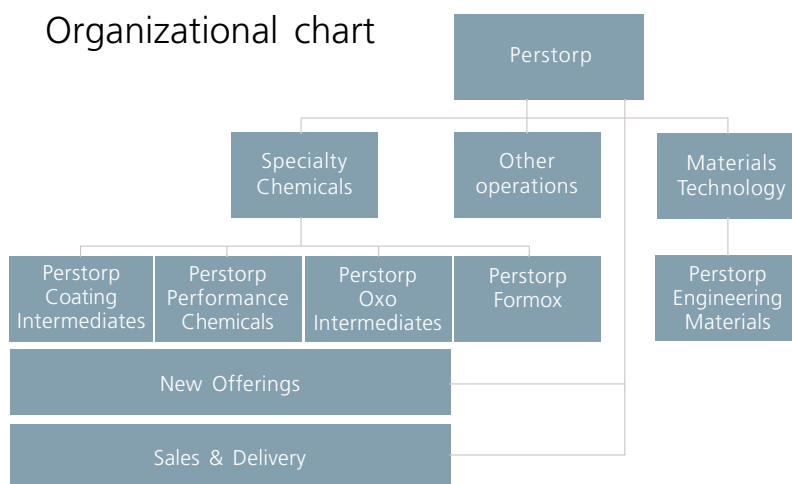 Organizational chart
Perstorp
Specialty
Chemicals
Other
operations
Materials
Technology
Perstorp
Coating
Intermediates
Perstorp
Performance
Chemicals
Perstorp
Oxo
Intermediates
Perstorp
Formox
Perstorp
Engineering
Materials
New Offerings
Sales & Delivery